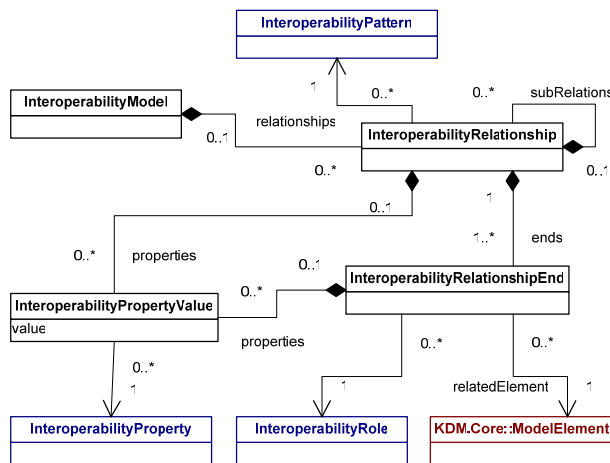 InteroperabilityPattern
1
0..*
0..*
subRelations
InteroperabilityModel
0..1
relationships
InteroperabilityRelationship
0..*
0..1
0..1
1
0..*
properties
1..*
ends
0..1
InteroperabilityRelationshipEnd
InteroperabilityPropertyValue
value
0..*
properties
0..*
1
0..*
1
0..*
relatedElement
1
InteroperabilityProperty
InteroperabilityRole
KDM.Core::ModelElement